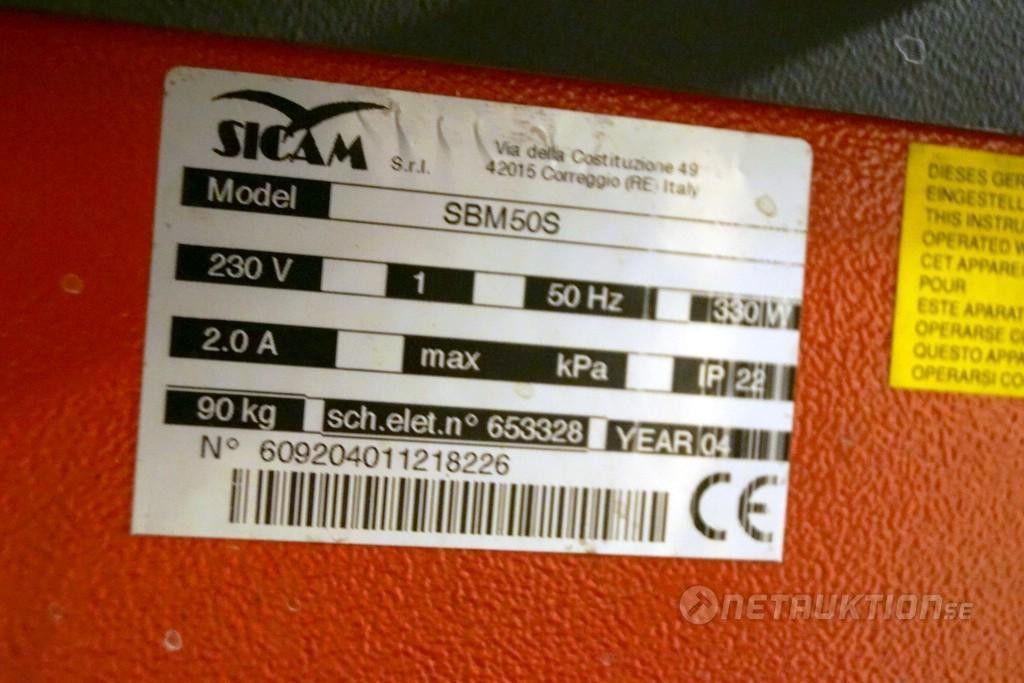 SICAM S.r.l.
Via della Costituzione 49
42015 Correggio (RE) Italy
Model SBM50S
230 V 1 50 Hz 330 W
2.0 A max kPa IP 22
90 kg sch.elet.n° 653328 YEAR 04
N° 609204011218226
CE
DIESES GER
EINGESTELL
THIS INSTRU
OPERATED W
CET APPARE
POUR
ESTE APARAT
OPERARSE C
QUESTO APPA
OPERARSI CO
NETAUKTION.SE